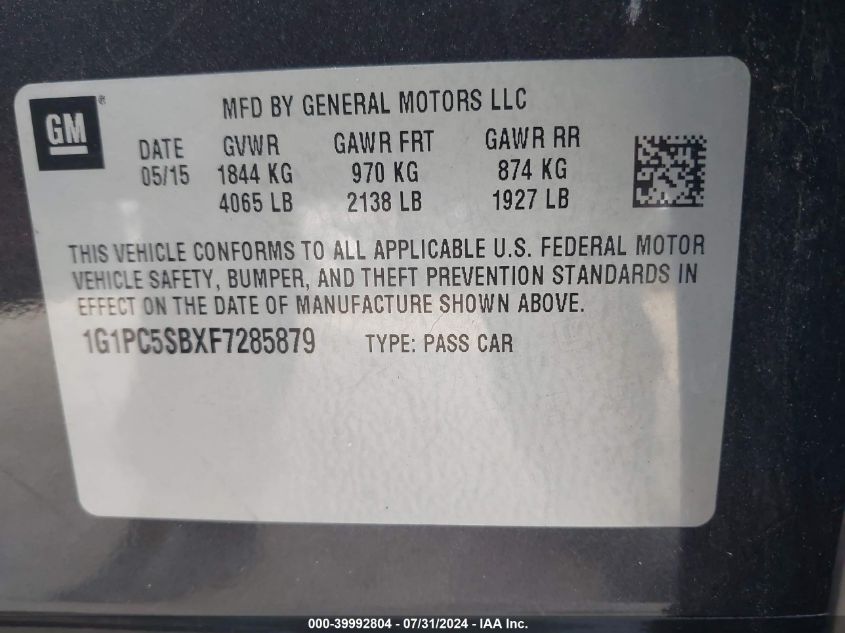 GM®
MFD BY GENERAL MOTORS LLC
DATE GVWR GAWR FRT GAWR RR
05/15 1844 KG 970 KG 874 KG
4065 LB 2138 LB 1927 LB
THIS VEHICLE CONFORMS TO ALL APPLICABLE U.S. FEDERAL MOTOR
VEHICLE SAFETY, BUMPER, AND THEFT PREVENTION STANDARDS IN
EFFECT ON THE DATE OF MANUFACTURE SHOWN ABOVE.
1G1PC5SBXF7285879 TYPE: PASS CAR
000-39992804 - 07/31/2024 - IAA Inc.